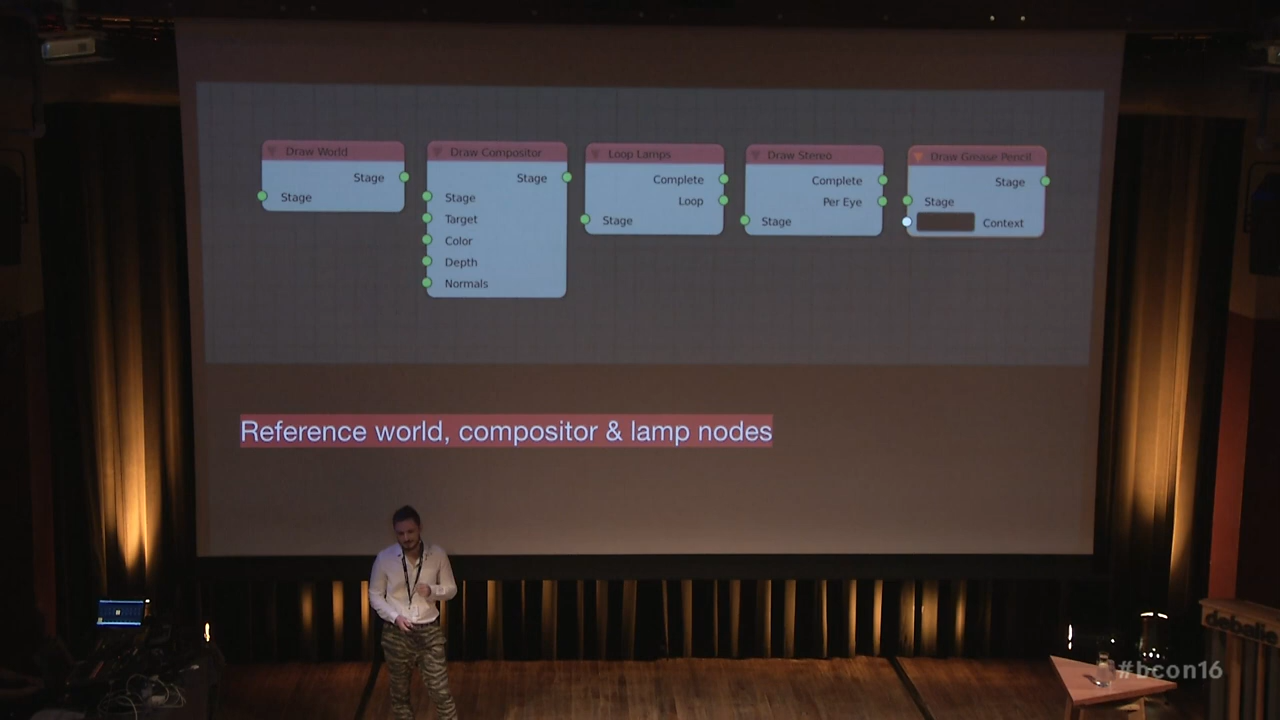 Draw World
Stage
Stage
Draw Compositor
Stage
Stage
Target
Color
Depth
Normals
Loop Lamps
Complete
Loop
Stage
Draw Stereo
Complete
Per Eye
Stage
Draw Grease Pencil
Stage
Stage
Context
Reference world, compositor & lamp nodes
debalie
#bcon16